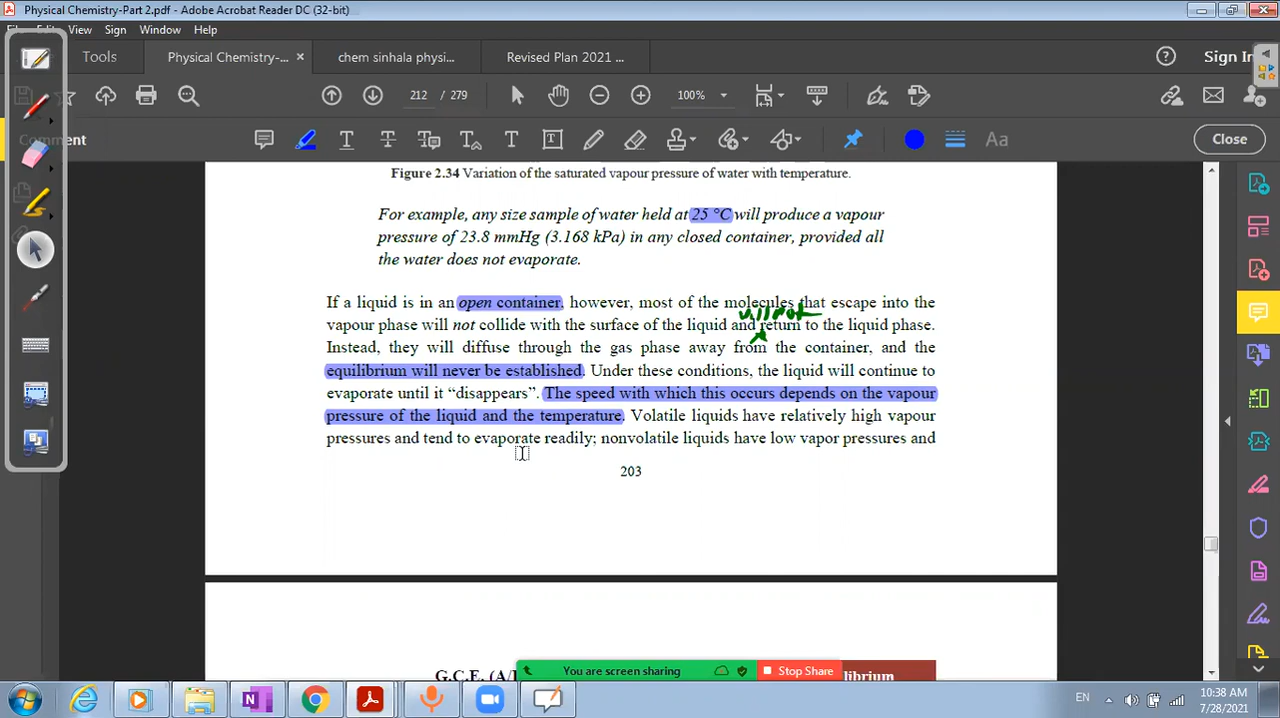 Physical Chemistry-Part 2.pdf - Adobe Acrobat Reader DC (32-bit)
View Sign Window Help
Tools Physical Chemistry-... × chem sinhala physi... Revised Plan 2021 ... Sign In
212 / 279 100%
Close
Figure 2.34 Variation of the saturated vapour pressure of water with temperature.
For example, any size sample of water held at 25 °C will produce a vapour
pressure of 23.8 mmHg (3.168 kPa) in any closed container, provided all
the water does not evaporate.
If a liquid is in an open container, however, most of the molecules that escape into the
will not
vapour phase will not collide with the surface of the liquid and return to the liquid phase.
Instead, they will diffuse through the gas phase away from the container, and the
equilibrium will never be established. Under these conditions, the liquid will continue to
evaporate until it “disappears”. The speed with which this occurs depends on the vapour
pressure of the liquid and the temperature. Volatile liquids have relatively high vapour
pressures and tend to evaporate readily; nonvolatile liquids have low vapor pressures and
203
G.C.E. (A/
You are screen sharing Stop Share
EN 10:38 AM
7/28/2021